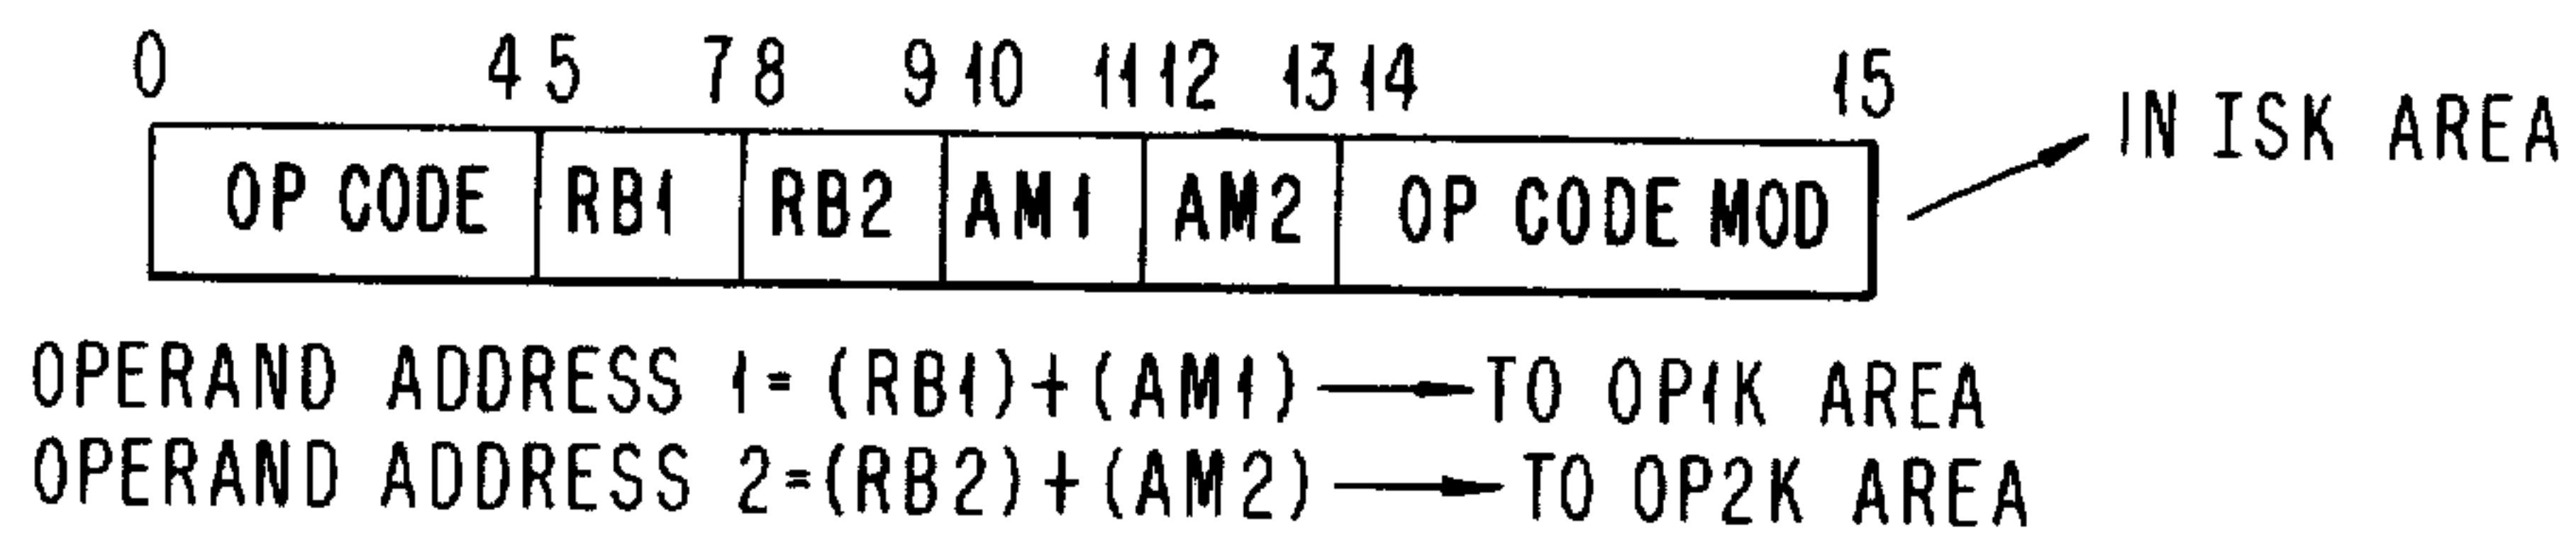 0 4 5 7 8 9 10 11 12 13 14 15
IN ISK AREA
OP CODE RB1 RB2 AM1 AM2 OP CODE MOD
OPERAND ADDRESS 1=(RB1)+(AM1) → TO OP1K AREA
OPERAND ADDRESS 2=(RB2)+(AM2) → TO OP2K AREA